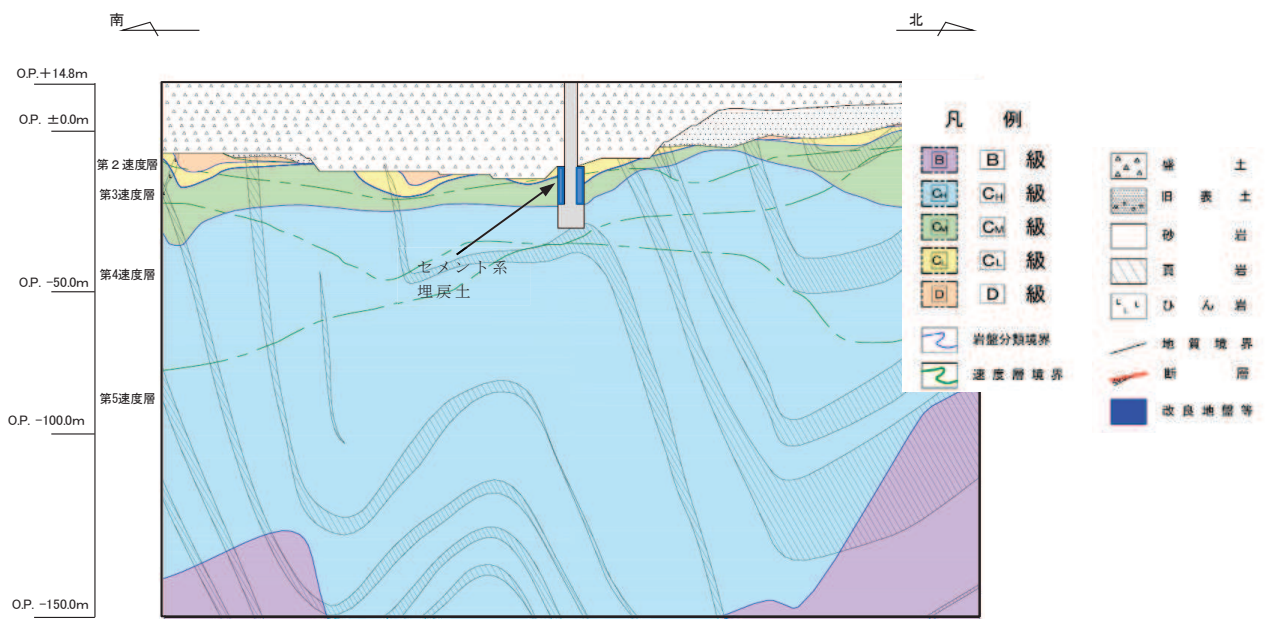 南
北
O.P.+14.8m
O.P. ±0.0m
第2速度層
第3速度層
第4速度層
O.P. -50.0m
第5速度層
O.P. -100.0m
O.P. -150.0m
セメント系
埋戻土
凡 例
B B 級
CH CH 級
CM CM 級
CL CL 級
D D 級
岩盤分類境界
速度層境界
盛土
旧表土
砂岩
頁岩
ひん岩
地質境界
断層
改良地盤等